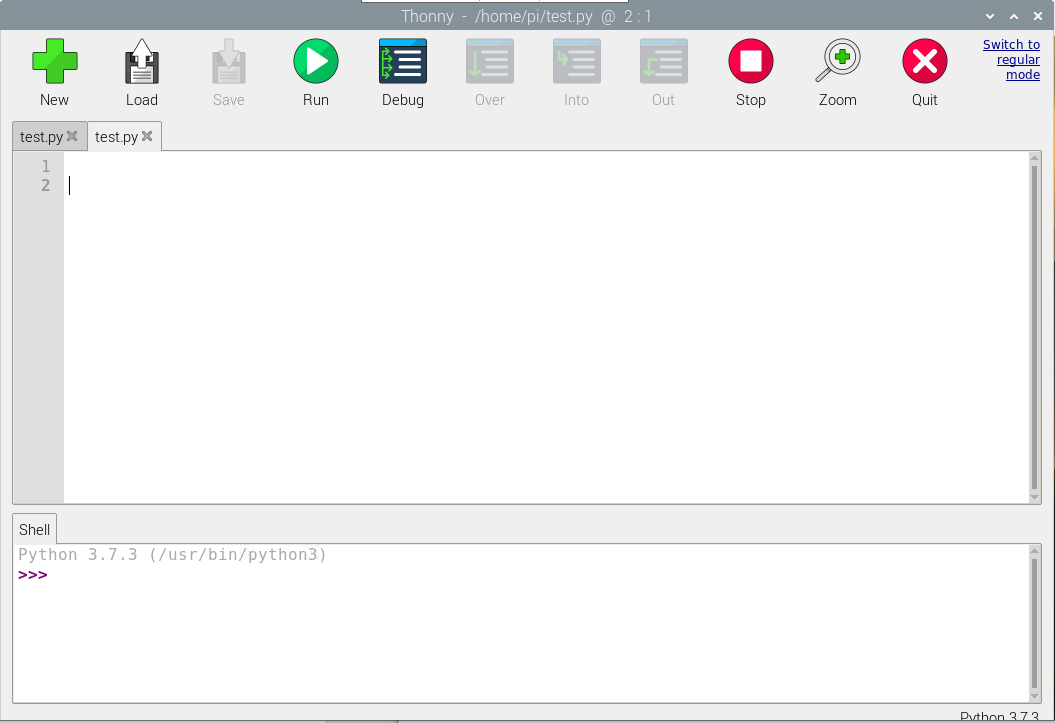 Thonny - /home/pi/test.py @ 2 : 1
New Load Save Run Debug Over Into Out Stop Zoom Quit
Switch to
regular
mode
test.py test.py
1
2
Shell
Python 3.7.3 (/usr/bin/python3)
>>>
Python 3.7.3